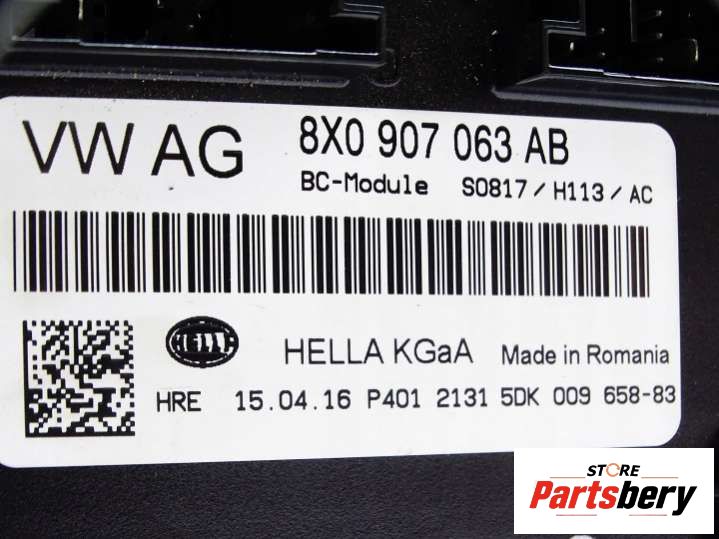 VW AG 8X0 907 063 AB
BC-Module S0817/H113/AC
HELLA
HELLA KGaA Made in Romania
HRE 15.04.16 P401 2131 5DK 009 658-83
STORE
Partsbery